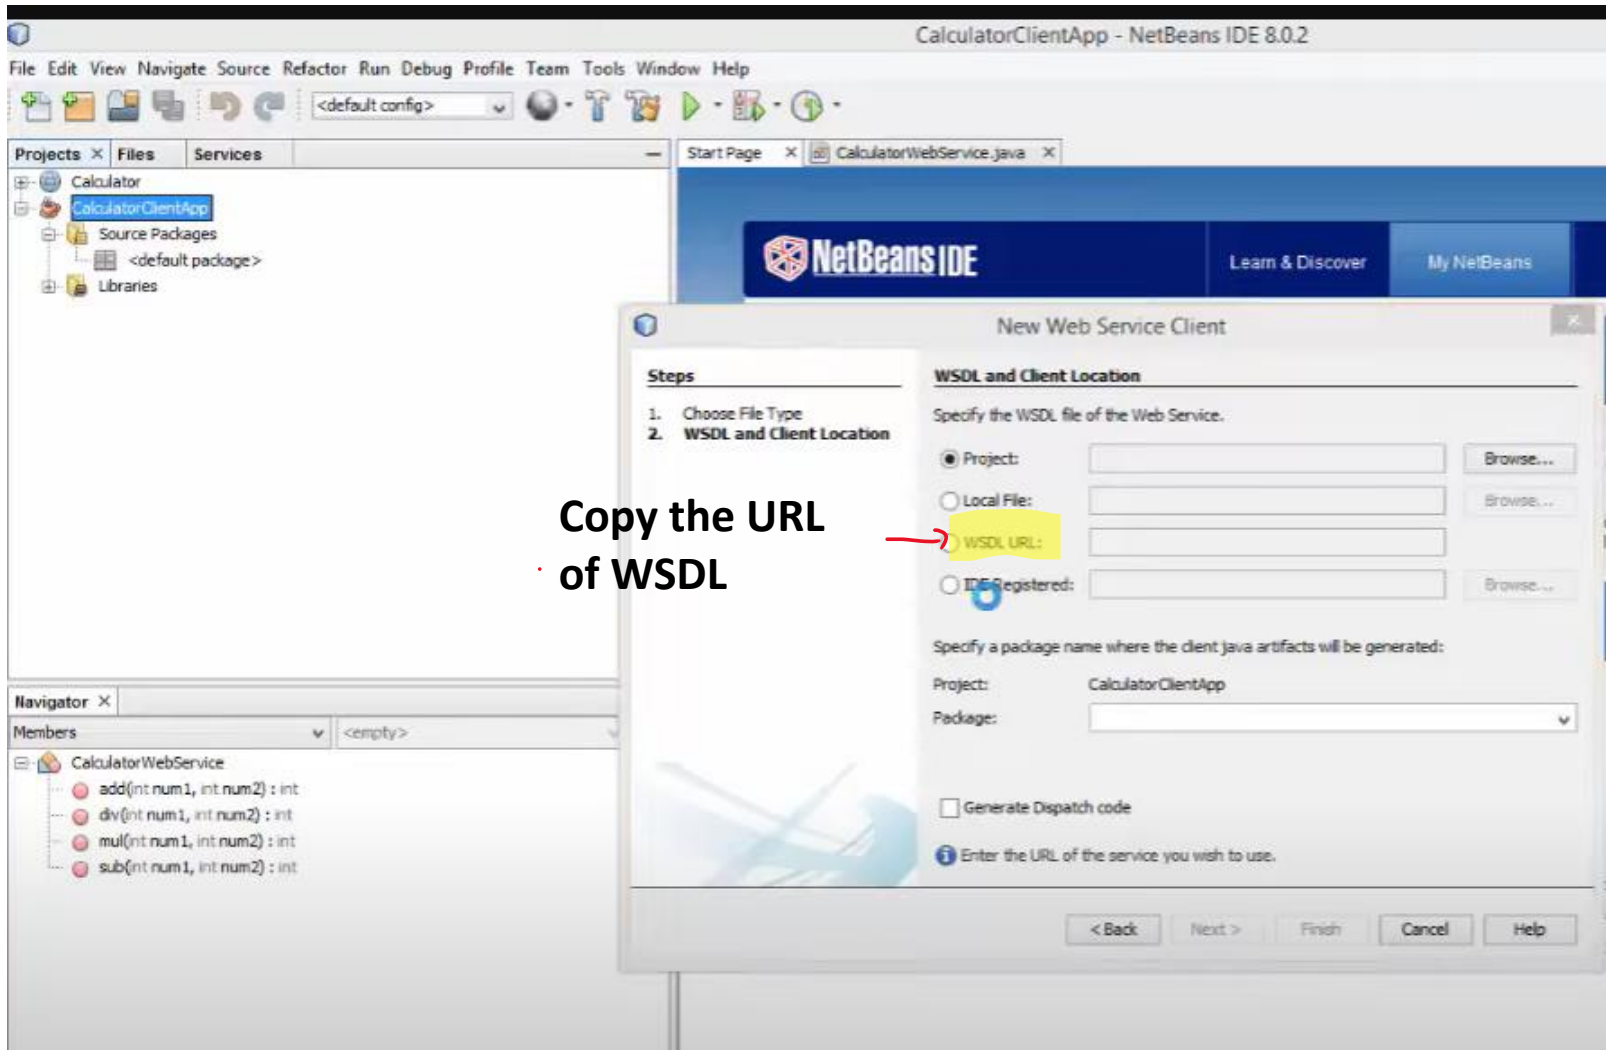 CalculatorClientApp - NetBeans IDE 8.0.2
File Edit View Navigate Source Refactor Run Debug Profile Team Tools Window Help
<default config>
Projects Files Services
Start Page CalculatorWebService.java
Calculator
CalculatorClientApp
Source Packages
<default package>
Libraries
NetBeans IDE
Learn & Discover
My NetBeans
New Web Service Client
Steps
1. Choose File Type
2. WSDL and Client Location
WSDL and Client Location
Specify the WSDL file of the Web Service.
Project: Browse...
Local File: Browse...
WSDL URL:
IDE Registered: Browse...
Copy the URL
of WSDL
Specify a package name where the client java artifacts will be generated:
Project: CalculatorClientApp
Package:
Generate Dispatch code
Enter the URL of the service you wish to use.
< Back Next > Finish Cancel Help
Navigator
Members <empty>
CalculatorWebService
add(int num1, int num2) : int
div(int num1, int num2) : int
mul(int num1, int num2) : int
sub(int num1, int num2) : int